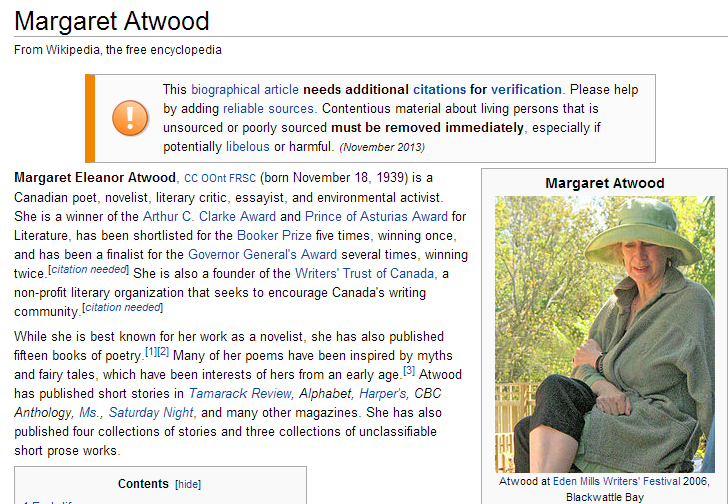 Margaret Atwood
From Wikipedia, the free encyclopedia
This biographical article needs additional citations for verification. Please help
by adding reliable sources. Contentious material about living persons that is
unsourced or poorly sourced must be removed immediately, especially if
potentially libelous or harmful. (November 2013)
Margaret Eleanor Atwood, CC OOnt FRSC (born November 18, 1939) is a
Canadian poet, novelist, literary critic, essayist, and environmental activist.
She is a winner of the Arthur C. Clarke Award and Prince of Asturias Award for
Literature, has been shortlisted for the Booker Prize five times, winning once,
and has been a finalist for the Governor General's Award several times, winning
twice.[citation needed] She is also a founder of the Writers' Trust of Canada, a
non-profit literary organization that seeks to encourage Canada's writing
community.[citation needed]
While she is best known for her work as a novelist, she has also published
fifteen books of poetry.[1][2] Many of her poems have been inspired by myths
and fairy tales, which have been interests of hers from an early age.[3] Atwood
has published short stories in Tamarack Review, Alphabet, Harper's, CBC
Anthology, Ms., Saturday Night, and many other magazines. She has also
published four collections of stories and three collections of unclassifiable
short prose works.
Contents [hide]
Margaret Atwood
Atwood at Eden Mills Writers' Festival 2006,
Blackwattle Bay